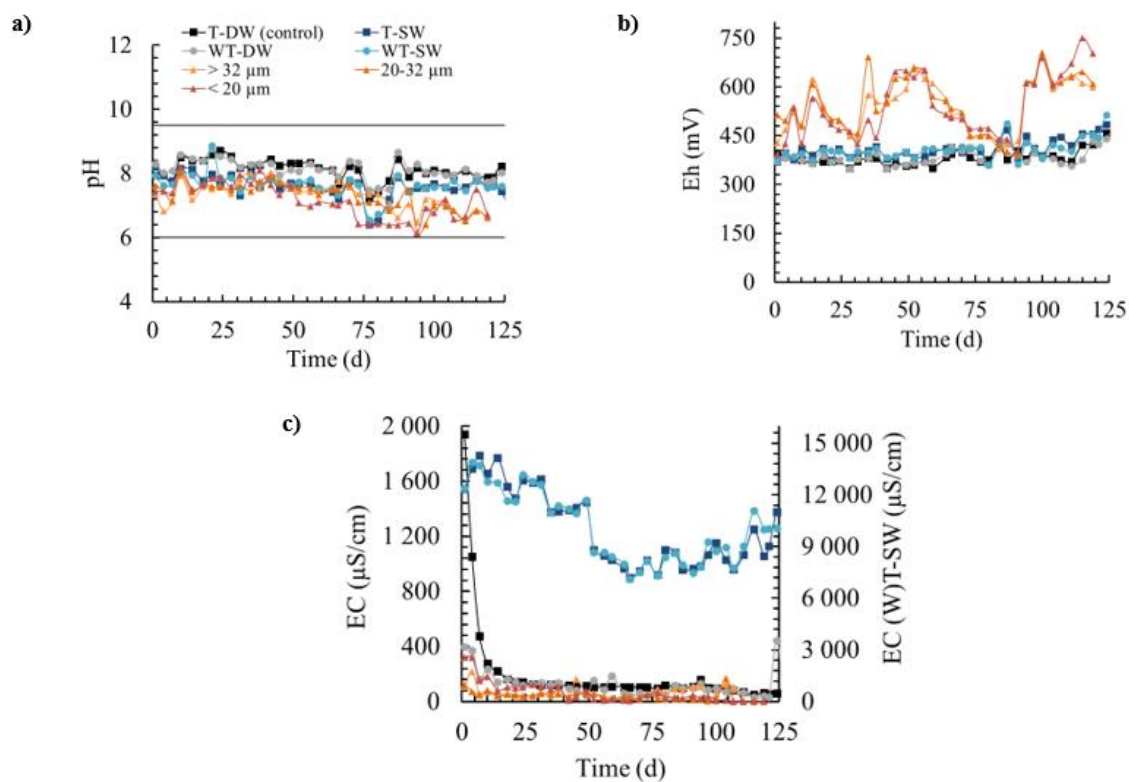 a)
T-DW (control) T-SW
WT-DW WT-SW
> 32 µm 20-32 µm
< 20 µm
12
10
8
6
4
pH
0 25 50 75 100 125
Time (d)
b)
750
600
450
300
150
0
Eh (mV)
0 25 50 75 100 125
Time (d)
c)
2 000
1 600
1 200
800
400
0
EC (µS/cm)
15 000
12 000
9 000
6 000
3 000
0
EC (W)T-SW (µS/cm)
0 25 50 75 100 125
Time (d)